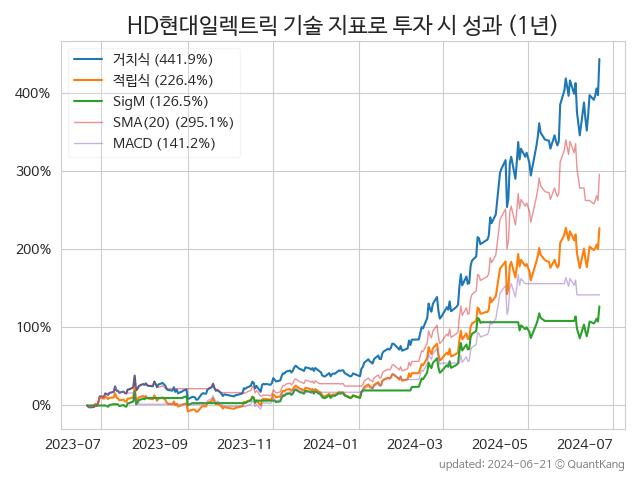 HD현대일렉트릭 기술 지표로 투자 시 성과 (1년)
거치식 (441.9%)
적립식 (226.4%)
SigM (126.5%)
SMA(20) (295.1%)
MACD (141.2%)
400%
300%
200%
100%
0%
2023-07 2023-09 2023-11 2024-01 2024-03 2024-05 2024-07
updated: 2024-06-21 ⓒ QuantKang